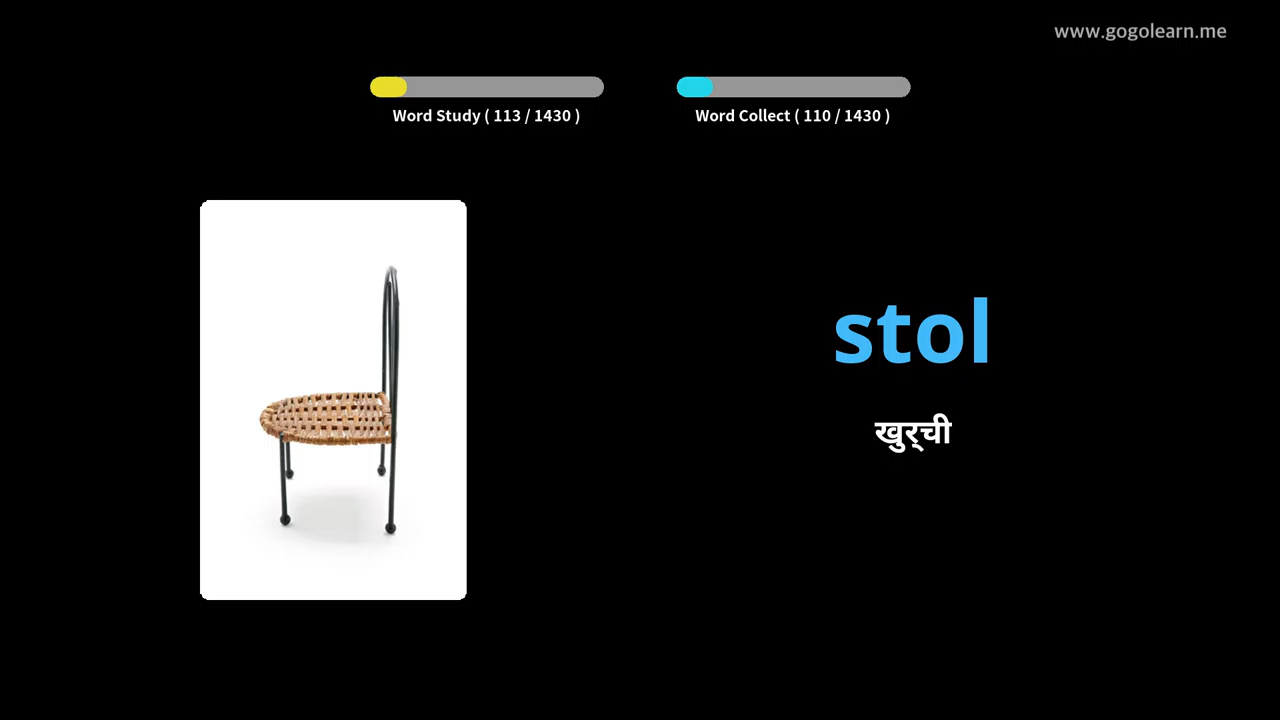 www.gogolearn.me
Word Study ( 113 / 1430 )
Word Collect ( 110 / 1430 )
stol
खुर्ची